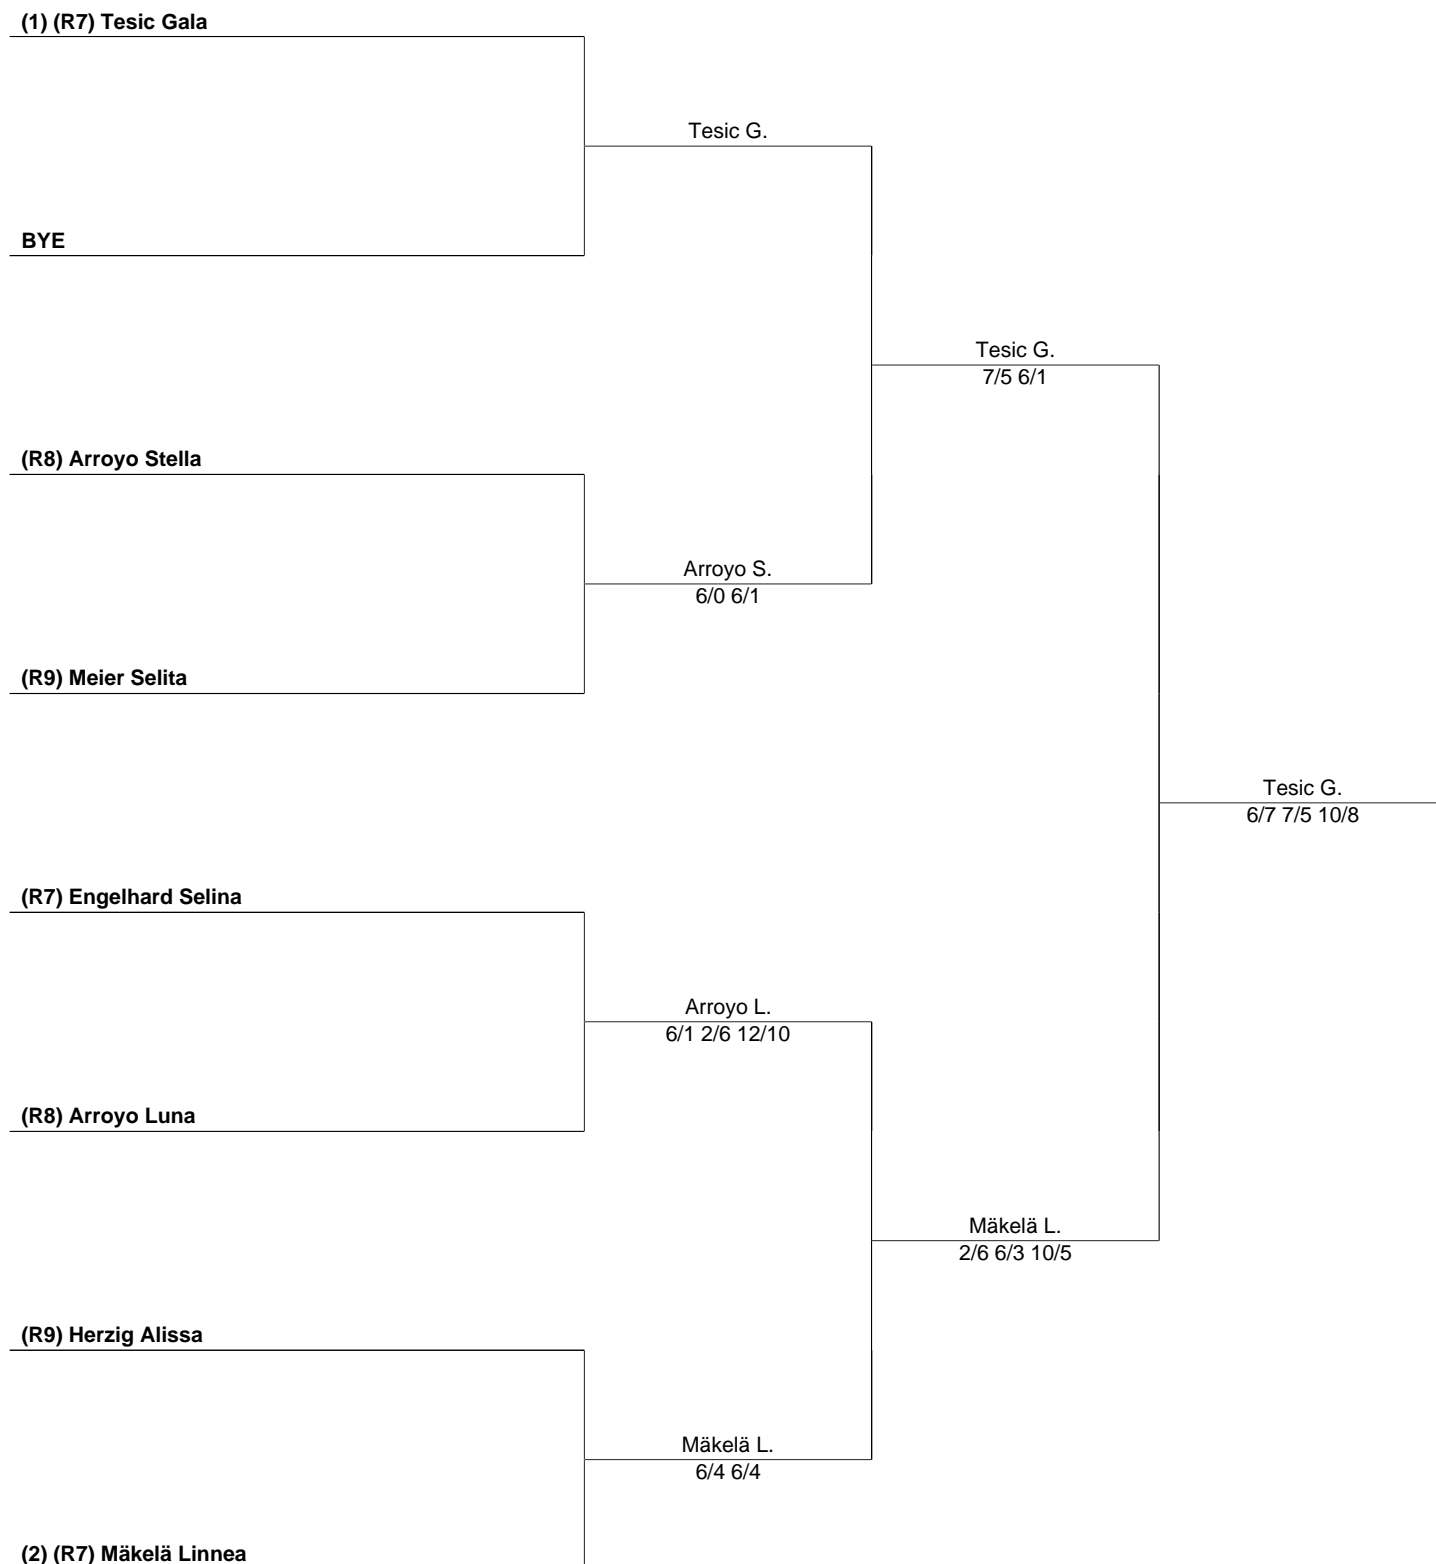 (1) (R7) Tesic Gala
Tesic G.
BYE
Tesic G.
7/5 6/1
(R8) Arroyo Stella
Arroyo S.
6/0 6/1
(R9) Meier Selita
Tesic G.
6/7 7/5 10/8
(R7) Engelhard Selina
Arroyo L.
6/1 2/6 12/10
(R8) Arroyo Luna
Mäkelä L.
2/6 6/3 10/5
(R9) Herzig Alissa
Mäkelä L.
6/4 6/4
(2) (R7) Mäkelä Linnea